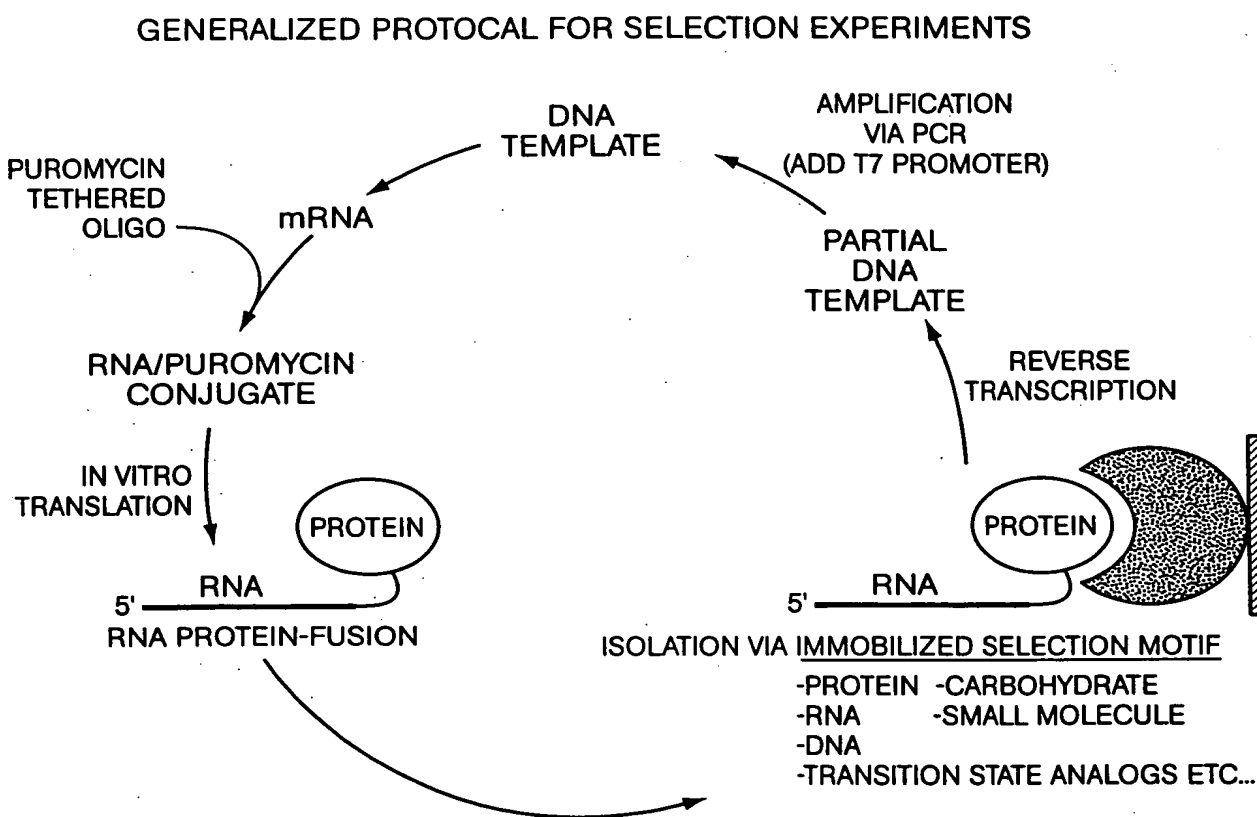 GENERALIZED PROTOCAL FOR SELECTION EXPERIMENTS
DNA
TEMPLATE
AMPLIFICATION
VIA PCR
(ADD T7 PROMOTER)
PUROMYCIN
TETHERED
OLIGO
mRNA
PARTIAL
DNA
TEMPLATE
RNA/PUROMYCIN
CONJUGATE
REVERSE
TRANSCRIPTION
IN VITRO
TRANSLATION
PROTEIN
RNA
5'
RNA PROTEIN-FUSION
PROTEIN
RNA
5'
ISOLATION VIA IMMOBILIZED SELECTION MOTIF
-PROTEIN -CARBOHYDRATE
-RNA -SMALL MOLECULE
-DNA
-TRANSITION STATE ANALOGS ETC...